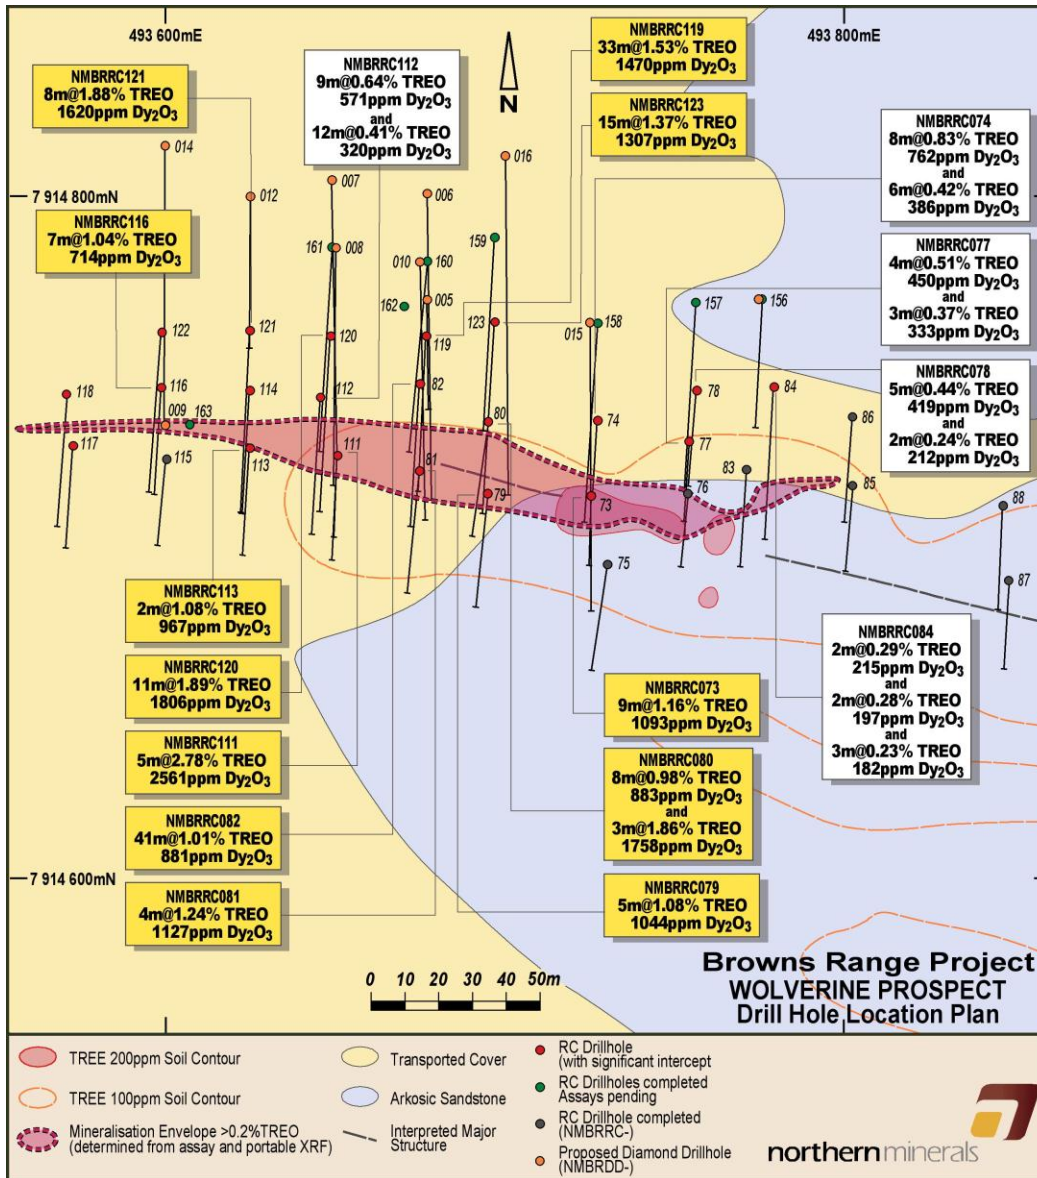 493 600mE
493 800mE
7 914 800mN
7 914 600mN
N
NMBRRC121
8m@1.88% TREO
1620ppm Dy₂O₃
NMBRRC116
7m@1.04% TREO
714ppm Dy₂O₃
NMBRRC112
9m@0.64% TREO
571ppm Dy₂O₃
and
12m@0.41% TREO
320ppm Dy₂O₃
NMBRRC119
33m@1.53% TREO
1470ppm Dy₂O₃
NMBRRC123
15m@1.37% TREO
1307ppm Dy₂O₃
NMBRRC074
8m@0.83% TREO
762ppm Dy₂O₃
and
6m@0.42% TREO
386ppm Dy₂O₃
NMBRRC077
4m@0.51% TREO
450ppm Dy₂O₃
and
3m@0.37% TREO
333ppm Dy₂O₃
NMBRRC078
5m@0.44% TREO
419ppm Dy₂O₃
and
2m@0.24% TREO
212ppm Dy₂O₃
014
012
007
006
016
161
008
010
160
159
162
005
015
158
157
156
122
121
120
119
123
118
116
114
112
82
80
74
78
84
86
009
163
117
115
113
111
81
79
73
77
76
83
85
88
75
87
NMBRRC113
2m@1.08% TREO
967ppm Dy₂O₃
NMBRRC120
11m@1.89% TREO
1806ppm Dy₂O₃
NMBRRC111
5m@2.78% TREO
2561ppm Dy₂O₃
NMBRRC082
41m@1.01% TREO
881ppm Dy₂O₃
NMBRRC081
4m@1.24% TREO
1127ppm Dy₂O₃
NMBRRC073
9m@1.16% TREO
1093ppm Dy₂O₃
NMBRRC080
8m@0.98% TREO
883ppm Dy₂O₃
and
3m@1.86% TREO
1758ppm Dy₂O₃
NMBRRC079
5m@1.08% TREO
1044ppm Dy₂O₃
NMBRRC084
2m@0.29% TREO
215ppm Dy₂O₃
and
2m@0.28% TREO
197ppm Dy₂O₃
and
3m@0.23% TREO
182ppm Dy₂O₃
0 10 20 30 40 50m
Browns Range Project
WOLVERINE PROSPECT
Drill Hole Location Plan
TREE 200ppm Soil Contour
TREE 100ppm Soil Contour
Mineralisation Envelope >0.2%TREO
(determined from assay and portable XRF)
Transported Cover
Arkosic Sandstone
Interpreted Major
Structure
RC Drillhole
(with significant intercept
RC Drillholes completed
Assays pending
RC Drillhole completed
(NMBRRC-)
Proposed Diamond Drillhole
(NMBRDD-)
northernminerals